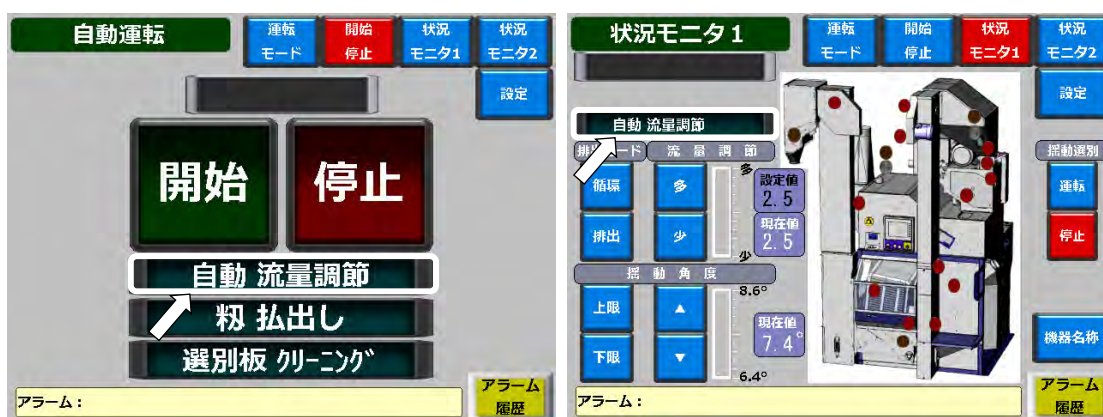 自動運転
運転
モード
開始
停止
状況
モニタ1
状況
モニタ2
設定
開始
停止
自動 流量調節
籾 払出し
選別板 クリーニング
アラーム：
アラーム
履歴
状況モニタ1
運転
モード
開始
停止
状況
モニタ1
状況
モニタ2
設定
自動 流量調節
排出モード
流量調節
循環
多
多
設定値
2.5
排出
少
現在値
2.5
少
揺動角度
8.6°
上限
▲
現在値
7.4°
下限
▼
6.4°
揺動選別
運転
停止
機器名称
アラーム：
アラーム
履歴